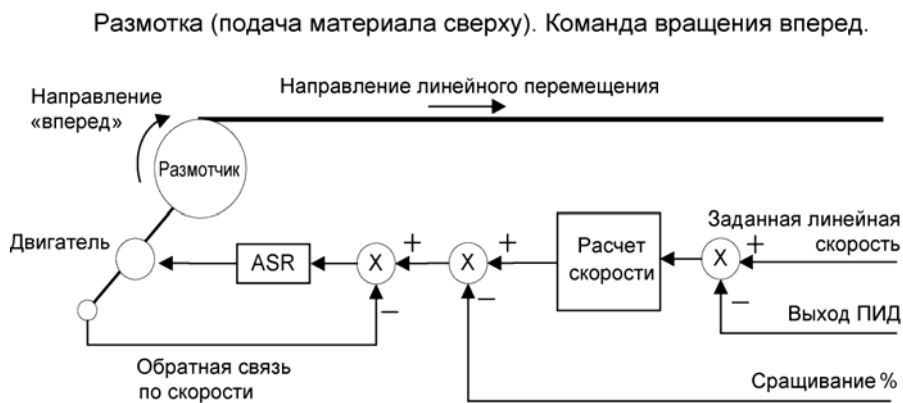 Размотка (подача материала сверху). Команда вращения вперед.
Направление линейного перемещения
Направление
«вперед»
Размотчик
Двигатель
ASR
X
+
−
X
+
−
Расчет
скорости
X
+
−
Заданная линейная
скорость
Выход ПИД
Обратная связь
по скорости
Сращивание %